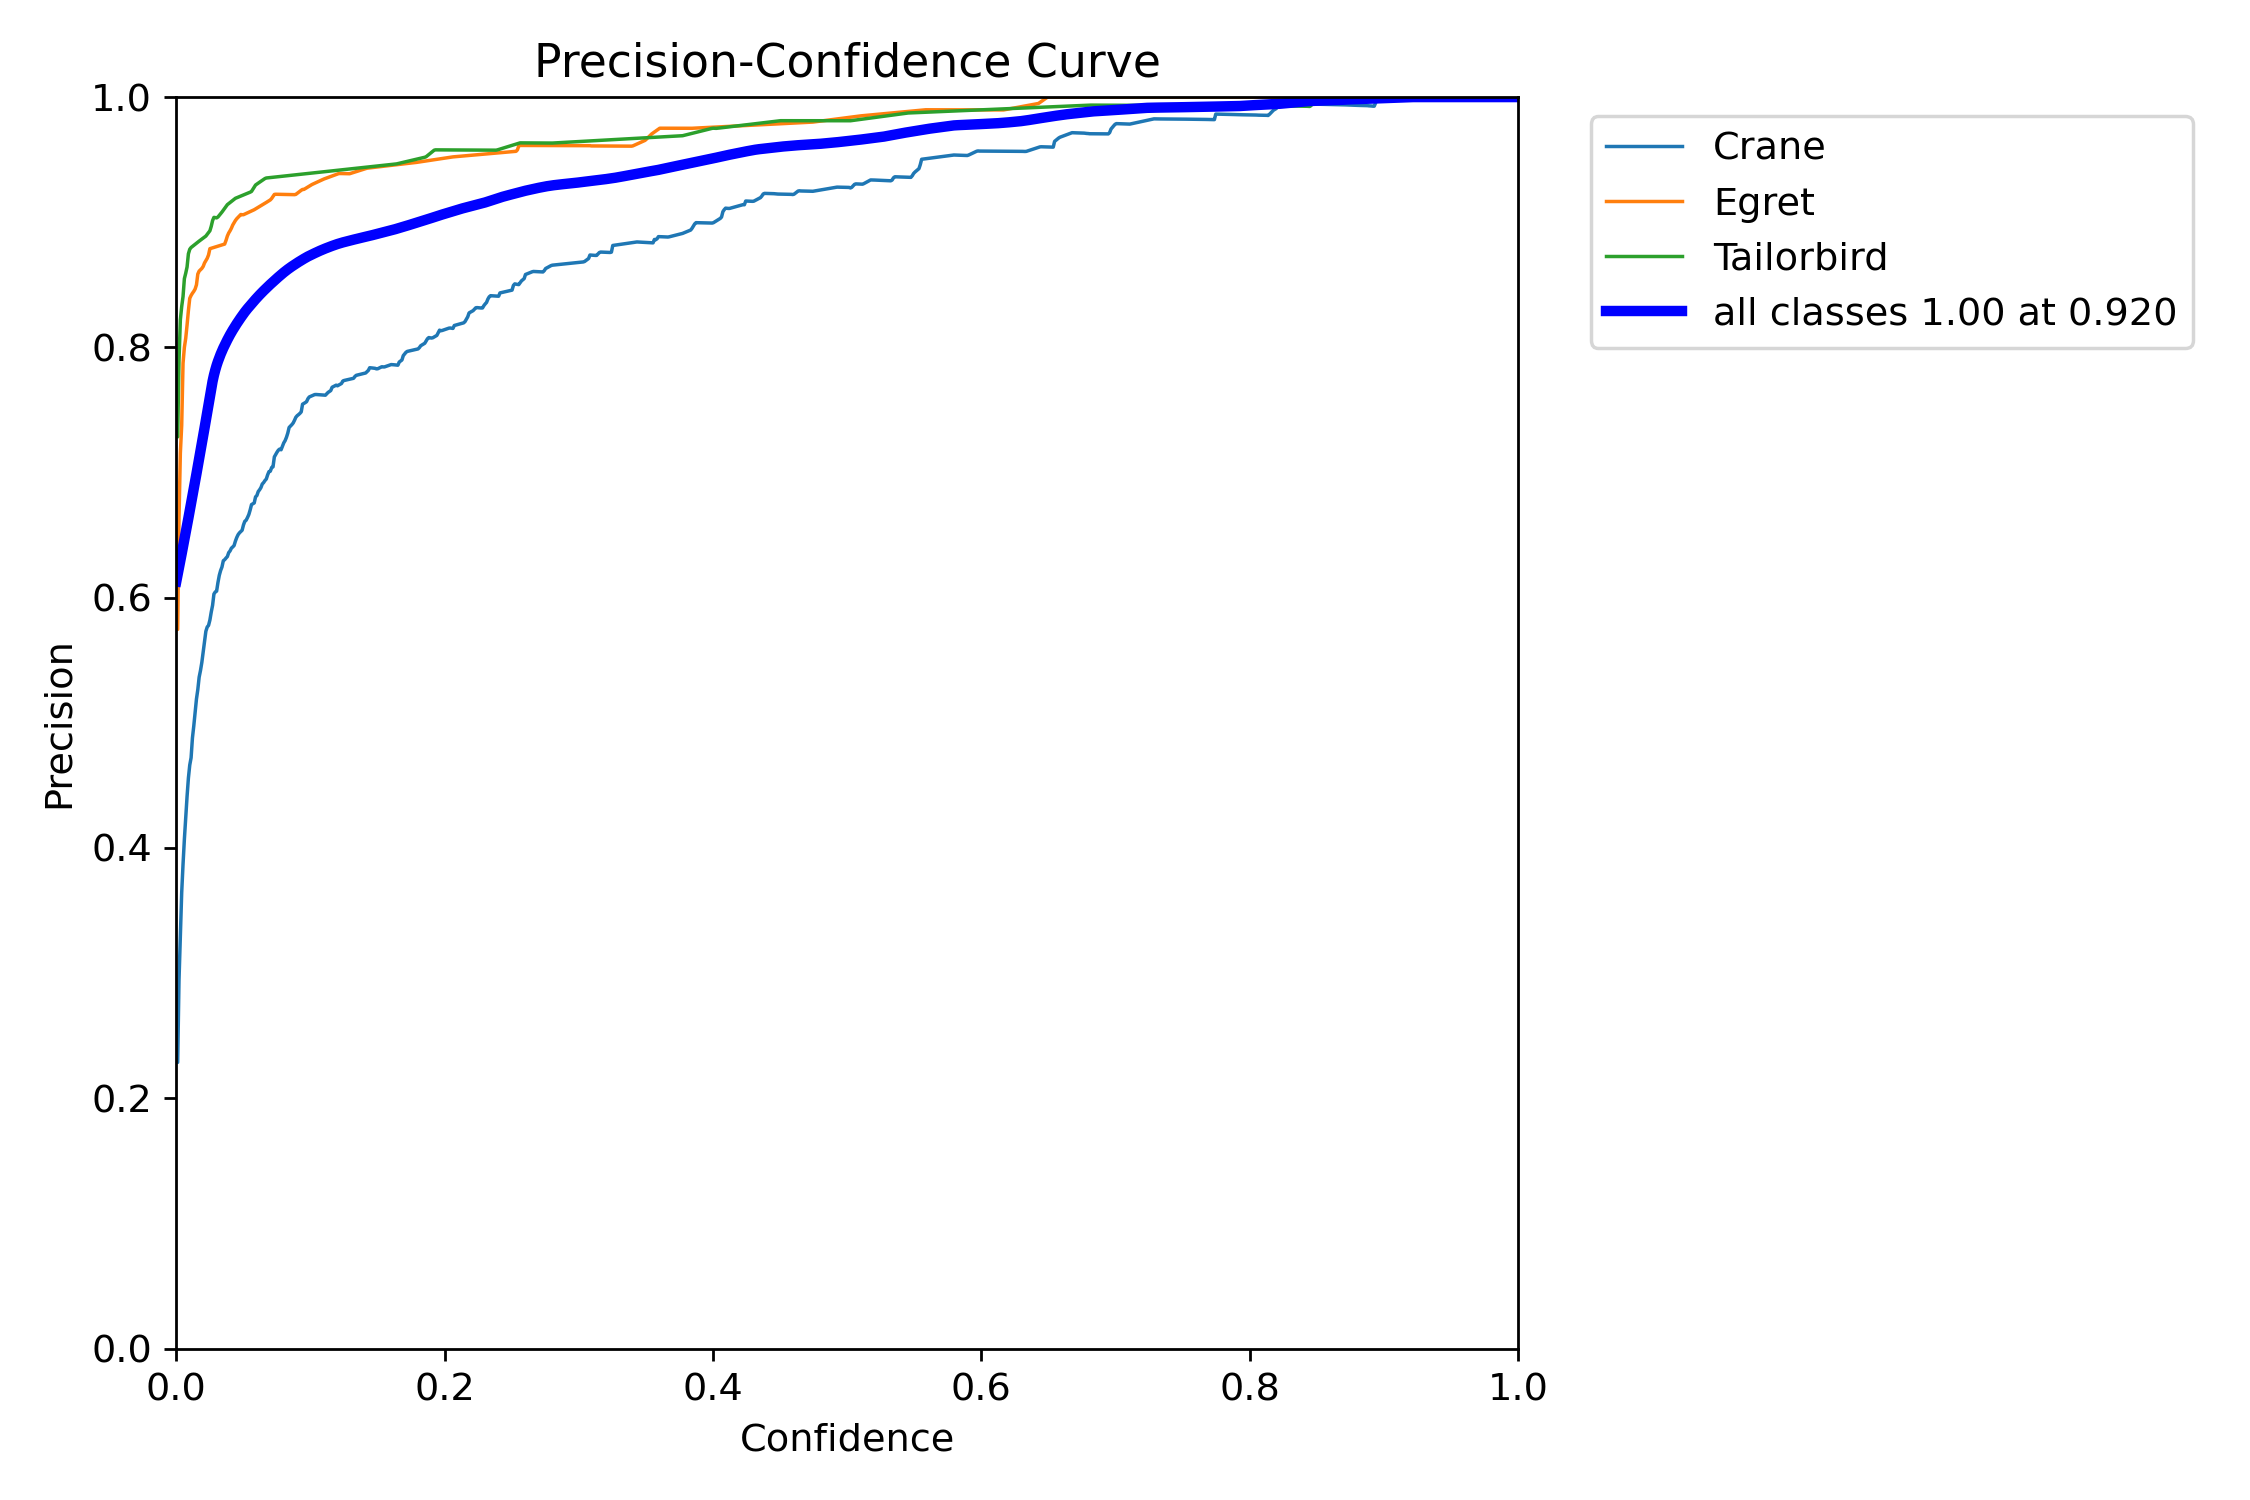 Precision-Confidence Curve
1.0
0.8
0.6
0.4
0.2
0.0
Precision
0.0 0.2 0.4 0.6 0.8 1.0
Confidence
Crane
Egret
Tailorbird
all classes 1.00 at 0.920